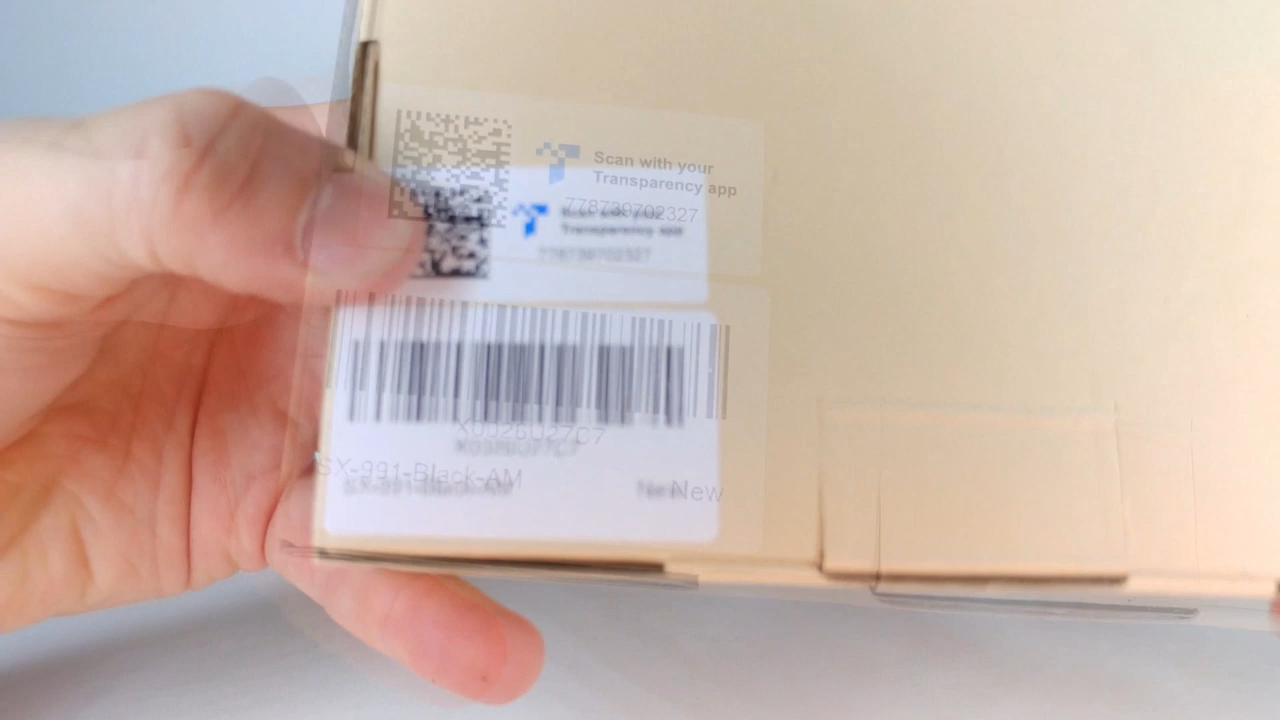 Scan with your
Transparency app
778739702327
X0026U27C7
SX-991-Black-AM
New